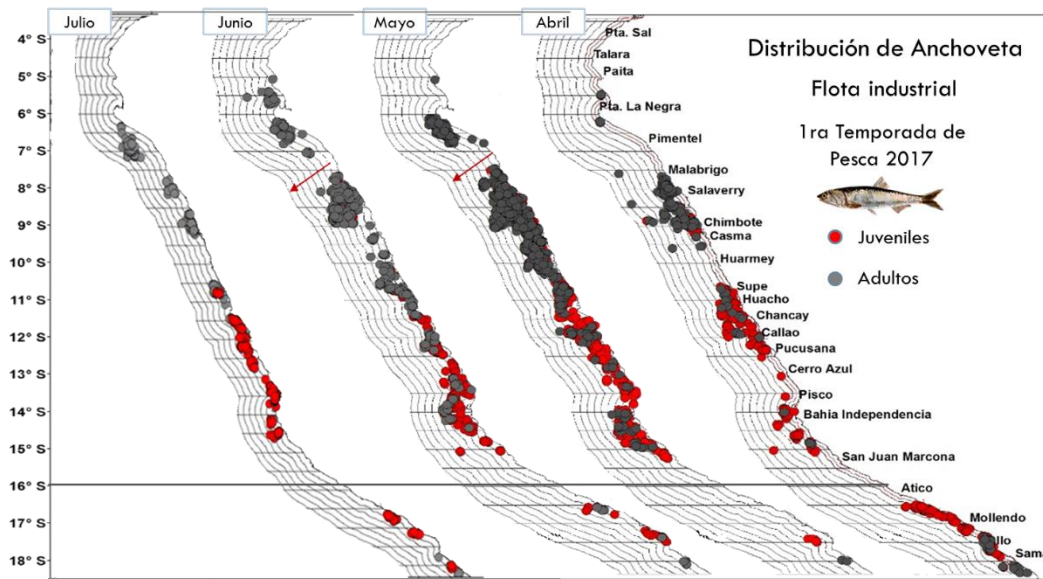 Julio
Junio
Mayo
Abril
Distribución de Anchoveta
Flota industrial
1ra Temporada de
Pesca 2017
Juveniles
Adultos
4° S
5° S
6° S
7° S
8° S
9° S
10° S
11° S
12° S
13° S
14° S
15° S
16° S
17° S
18° S
Pta. Sal
Talara
Paita
Pta. La Negra
Pimentel
Malabrigo
Salaverry
Chimbote
Casma
Huarmey
Supe
Huacho
Chancay
Callao
Pucusana
Cerro Azul
Pisco
Bahia Independencia
San Juan Marcona
Atico
Mollendo
Sama